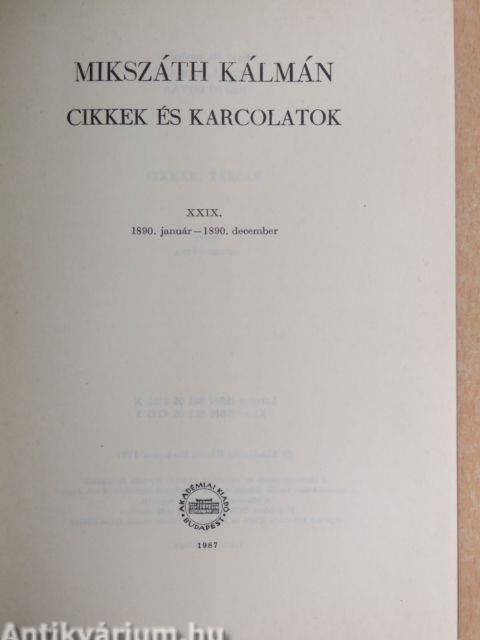 MIKSZÁTH KÁLMÁN
CIKKEK ÉS KARCOLATOK
XXIX.
1890. január—1890. december
AKADÉMIAI KIADÓ
BUDAPEST
1987
Antikvárium.hu